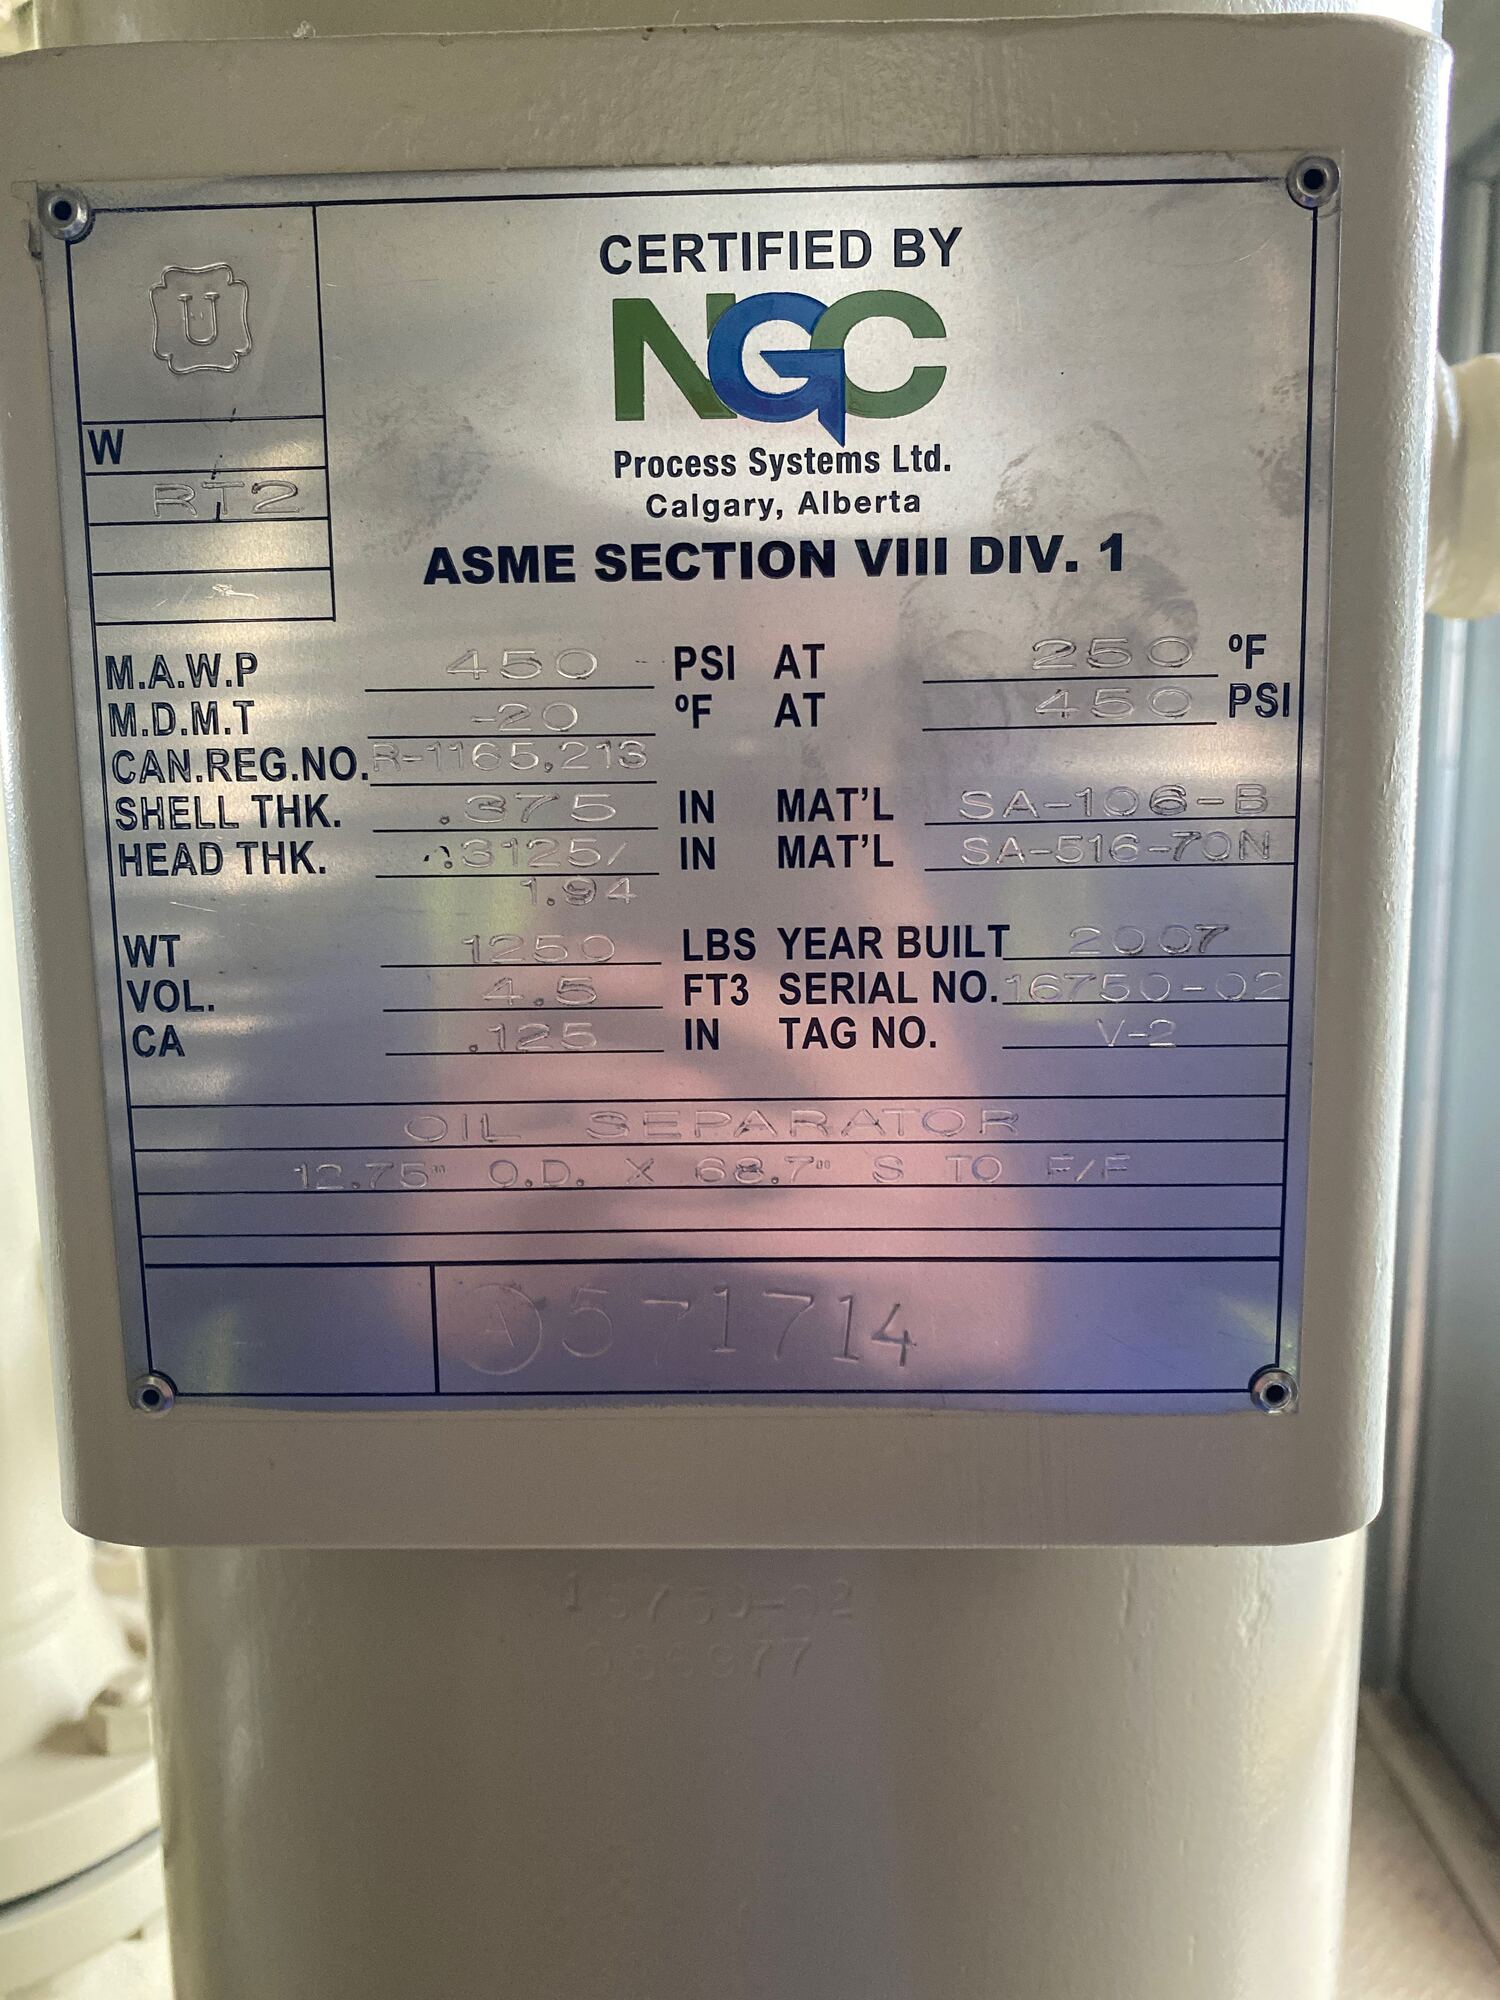 CERTIFIED BY
NGC
Process Systems Ltd.
Calgary, Alberta
ASME SECTION VIII DIV. 1
U
W
RT2
M.A.W.P 450 PSI AT 250 ºF
M.D.M.T -20 ºF AT 450 PSI
CAN.REG.NO. R-1165.213
SHELL THK. .375 IN MAT'L SA-106-B
HEAD THK. .3125/ IN MAT'L SA-516-70N
1.94
WT 1250 LBS YEAR BUILT 2007
VOL. 4.5 FT3 SERIAL NO. 16750-02
CA .125 IN TAG NO. V-2
OIL SEPARATOR
12.75" O.D. X 68.7" S TO F/F
A 571714
16750-02